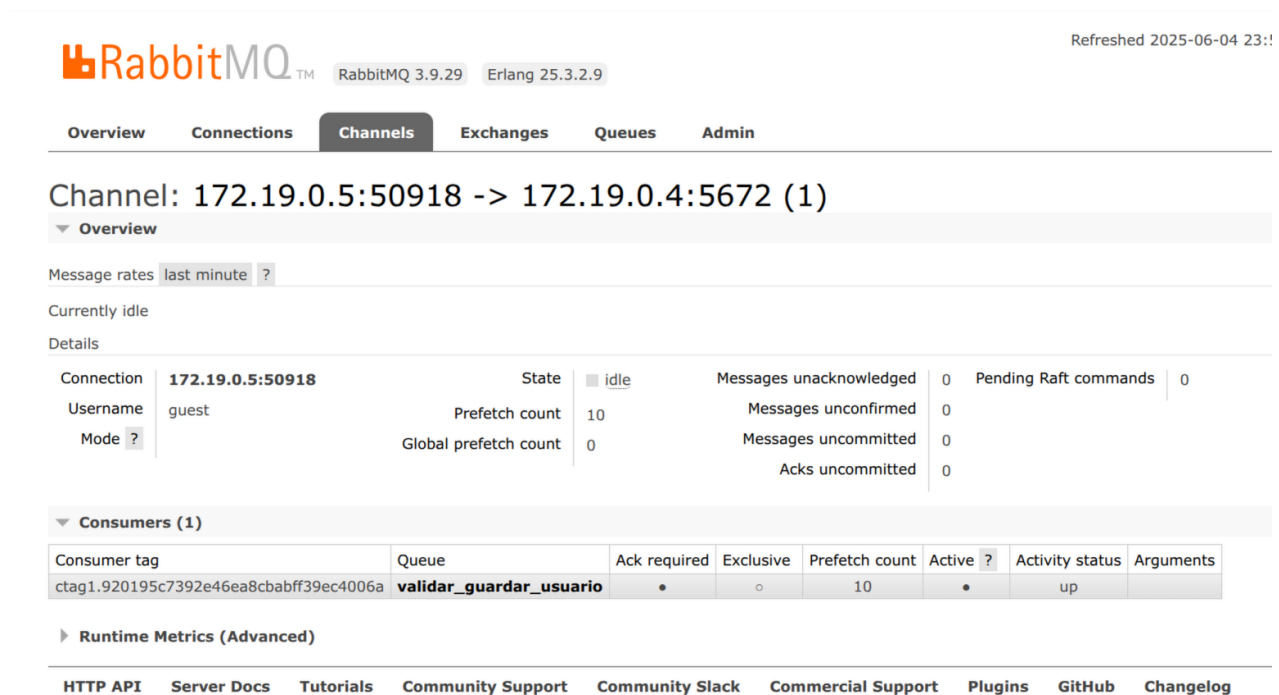 Refreshed 2025-06-04 23:5
RabbitMQ TM RabbitMQ 3.9.29 Erlang 25.3.2.9
Overview Connections Channels Exchanges Queues Admin
Channel: 172.19.0.5:50918 -> 172.19.0.4:5672 (1)
Overview
Message rates last minute ?
Currently idle
Details
Connection 172.19.0.5:50918 State idle Messages unacknowledged 0 Pending Raft commands 0
Username guest Prefetch count 10 Messages unconfirmed 0
Mode ? Global prefetch count 0 Messages uncommitted 0
Acks uncommitted 0
Consumers (1)
Consumer tag Queue Ack required Exclusive Prefetch count Active ? Activity status Arguments
ctag1.920195c7392e46ea8cbabff39ec4006a validar_guardar_usuario ● ○ 10 ● up
Runtime Metrics (Advanced)
HTTP API Server Docs Tutorials Community Support Community Slack Commercial Support Plugins GitHub Changelog